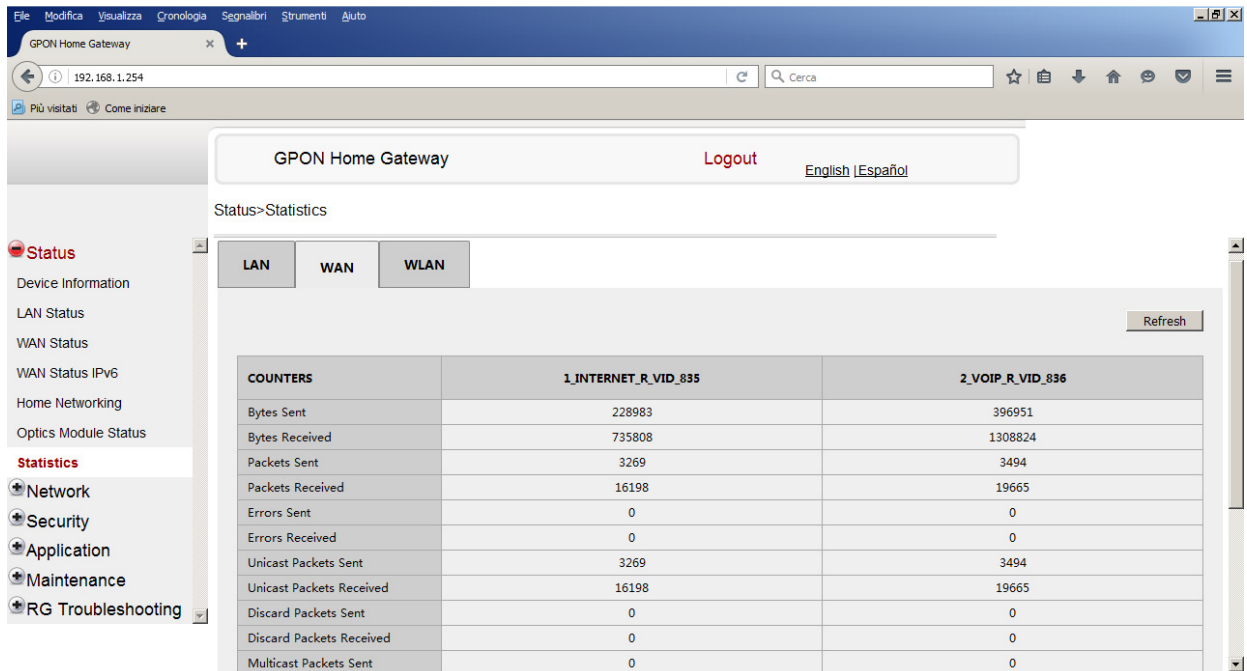 File Modifica Visualizza Cronologia Segnalibri Strumenti Aiuto
GPON Home Gateway
192.168.1.254
Cerca
Più visitati Come iniziare
GPON Home Gateway Logout English | Español
Status>Statistics
Status
Device Information
LAN Status
WAN Status
WAN Status IPv6
Home Networking
Optics Module Status
Statistics
Network
Security
Application
Maintenance
RG Troubleshooting
LAN WAN WLAN
Refresh
COUNTERS 1_INTERNET_R_VID_835 2_VOIP_R_VID_836
Bytes Sent 228983 396951
Bytes Received 735808 1308824
Packets Sent 3269 3494
Packets Received 16198 19665
Errors Sent 0 0
Errors Received 0 0
Unicast Packets Sent 3269 3494
Unicast Packets Received 16198 19665
Discard Packets Sent 0 0
Discard Packets Received 0 0
Multicast Packets Sent 0 0